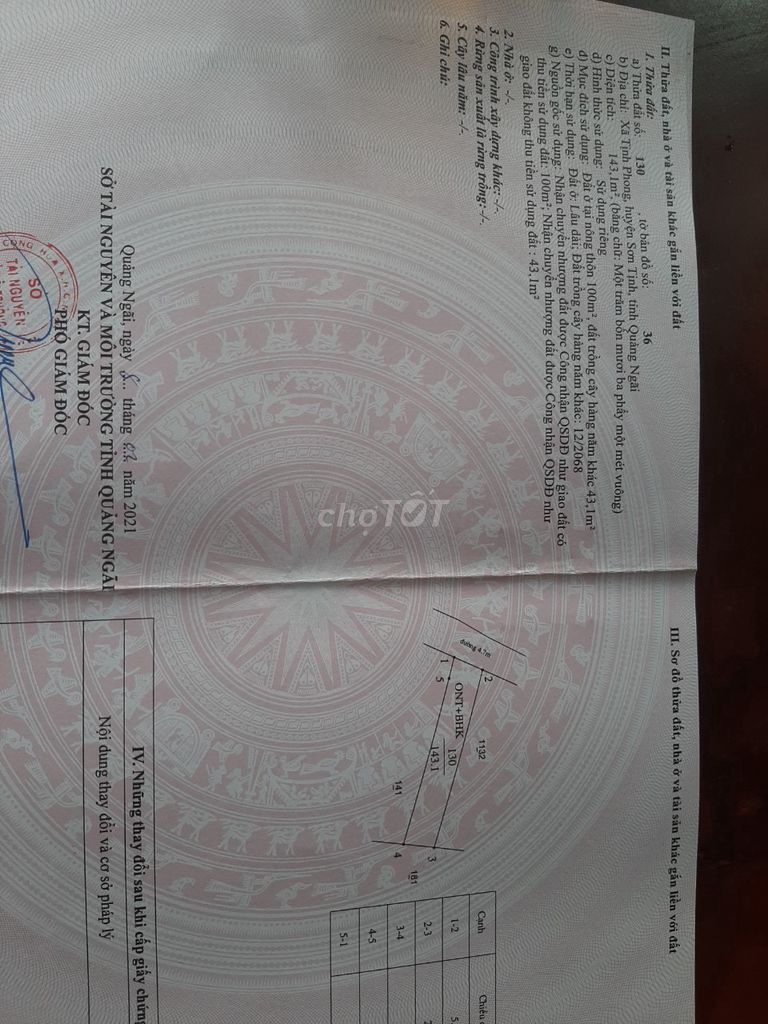 II. Thửa đất, nhà ở và tài sản khác gắn liền với đất
1. Thửa đất:
a) Thửa đất số: 130 , tờ bản đồ số: 36
b) Địa chỉ: Xã Tịnh Phong, huyện Sơn Tịnh, tỉnh Quảng Ngãi
c) Diện tích: 143,1m², (bằng chữ: Một trăm bốn mươi ba phẩy một mét vuông)
d) Hình thức sử dụng: Sử dụng riêng
đ) Mục đích sử dụng: Đất ở tại nông thôn 100m², đất trồng cây hàng năm khác 43,1m²
e) Thời hạn sử dụng: Đất ở: Lâu dài; Đất trồng cây hàng năm khác: 12/2068
g) Nguồn gốc sử dụng: Nhận chuyển nhượng đất được Công nhận QSDĐ như giao đất có
thu tiền sử dụng đất: 100m²; Nhận chuyển nhượng đất được Công nhận QSDĐ như
giao đất không thu tiền sử dụng đất : 43,1m²
2. Nhà ở: -/-.
3. Công trình xây dựng khác: -/-.
4. Rừng sản xuất là rừng trồng: -/-.
5. Cây lâu năm: -/-.
6. Ghi chú:
Quảng Ngãi, ngày tháng năm 2021
SỞ TÀI NGUYÊN VÀ MÔI TRƯỜNG TỈNH QUẢNG NGÃI
KT. GIÁM ĐỐC
PHÓ GIÁM ĐỐC
SỞ
TÀI NGUYÊN
chợTỐT
III. Sơ đồ thửa đất, nhà ở và tài sản khác gắn liền với đất
đường 4.7m
1
2
5
ONT+BHK
130
143.1
1132
141
3
4
181
Cạnh
1-2
2-3
3-4
4-5
5-1
IV. Những thay đổi sau khi cấp giấy
Nội dung thay đổi và cơ sở pháp lý